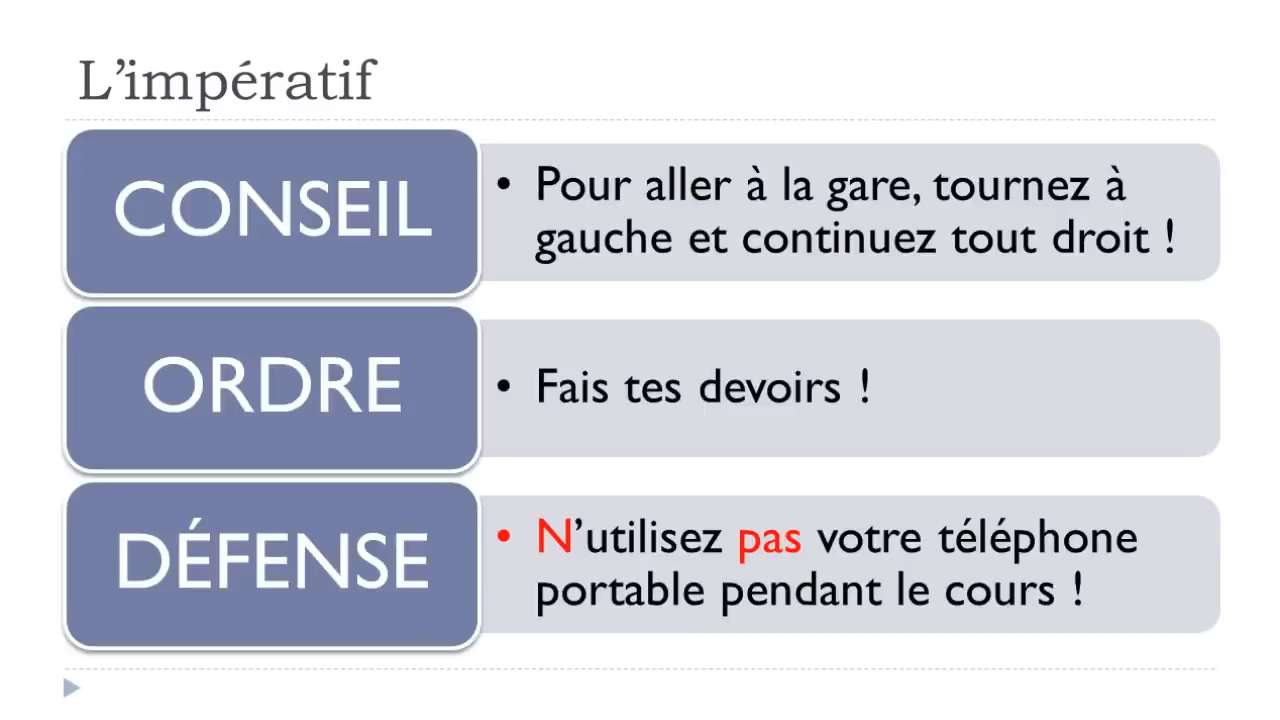 L’impératif
CONSEIL
• Pour aller à la gare, tournez à
gauche et continuez tout droit !
ORDRE
• Fais tes devoirs !
DÉFENSE
• N’utilisez pas votre téléphone
portable pendant le cours !